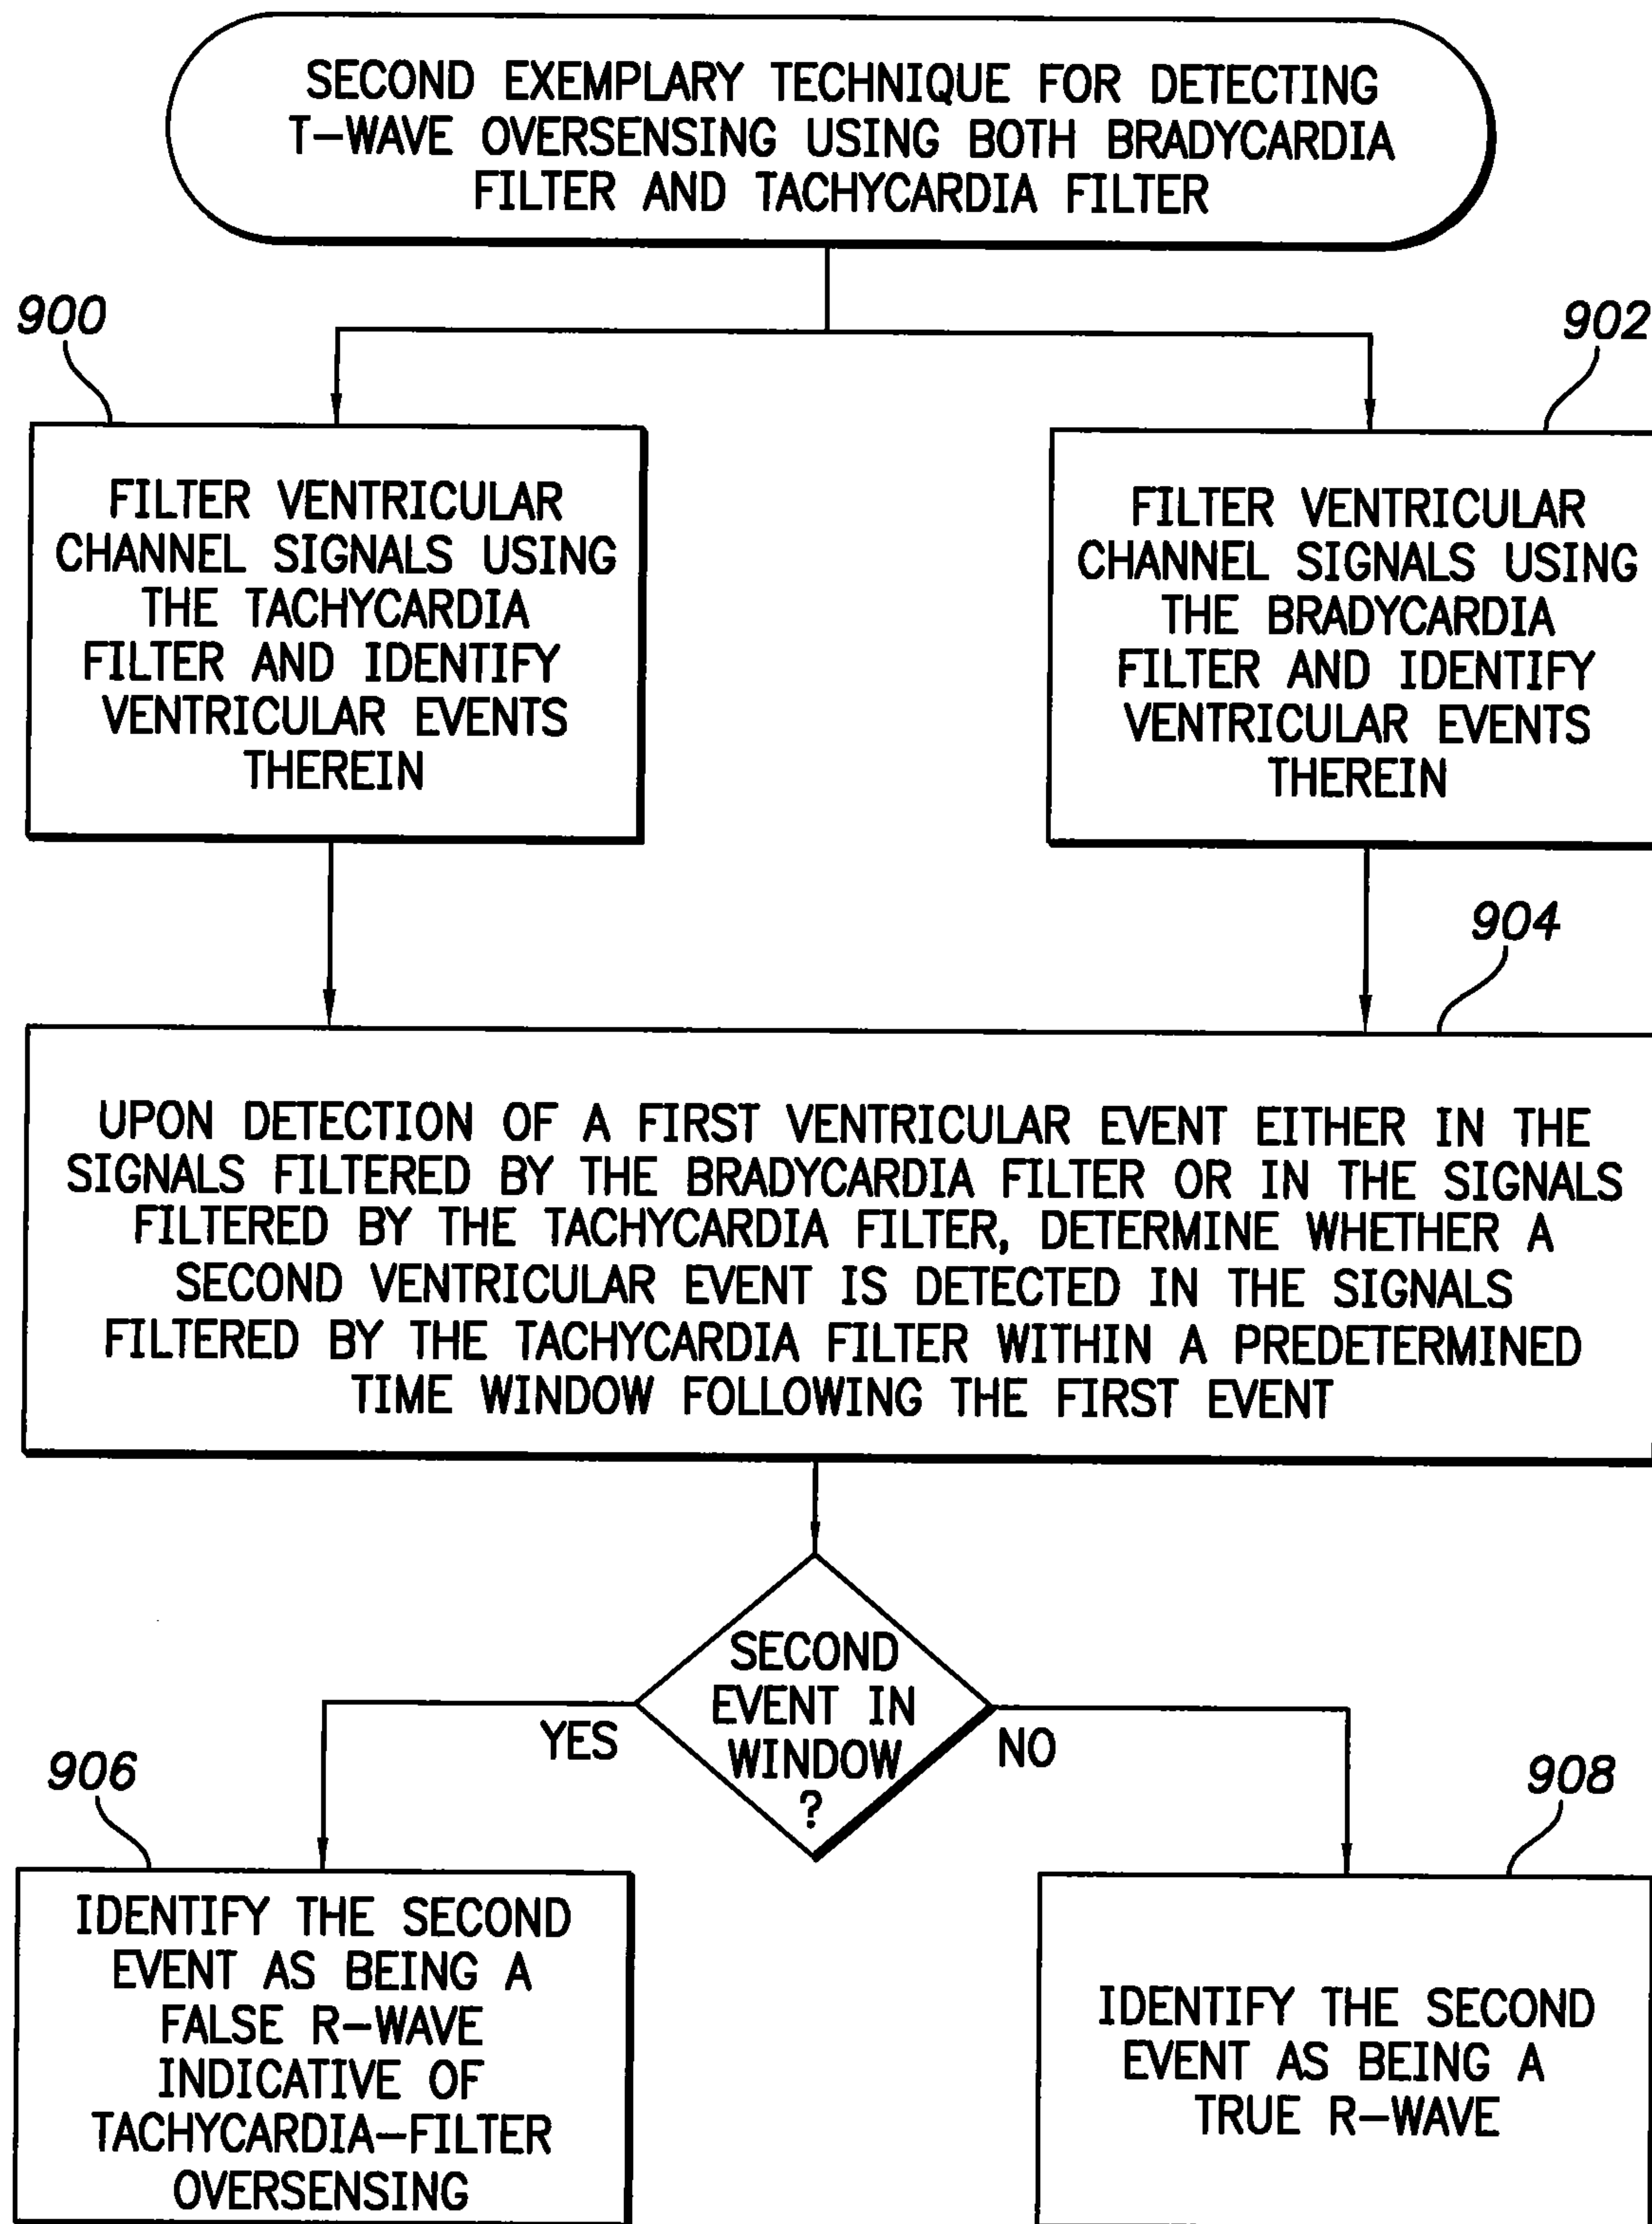 SECOND EXEMPLARY TECHNIQUE FOR DETECTING
T-WAVE OVERSENSING USING BOTH BRADYCARDIA
FILTER AND TACHYCARDIA FILTER
900
902
FILTER VENTRICULAR
CHANNEL SIGNALS USING
THE TACHYCARDIA
FILTER AND IDENTIFY
VENTRICULAR EVENTS
THEREIN
FILTER VENTRICULAR
CHANNEL SIGNALS USING
THE BRADYCARDIA
FILTER AND IDENTIFY
VENTRICULAR EVENTS
THEREIN
904
UPON DETECTION OF A FIRST VENTRICULAR EVENT EITHER IN THE
SIGNALS FILTERED BY THE BRADYCARDIA FILTER OR IN THE SIGNALS
FILTERED BY THE TACHYCARDIA FILTER, DETERMINE WHETHER A
SECOND VENTRICULAR EVENT IS DETECTED IN THE SIGNALS
FILTERED BY THE TACHYCARDIA FILTER WITHIN A PREDETERMINED
TIME WINDOW FOLLOWING THE FIRST EVENT
SECOND
EVENT IN
WINDOW
?
YES
NO
906
908
IDENTIFY THE SECOND
EVENT AS BEING A
FALSE R-WAVE
INDICATIVE OF
TACHYCARDIA-FILTER
OVERSENSING
IDENTIFY THE SECOND
EVENT AS BEING A
TRUE R-WAVE